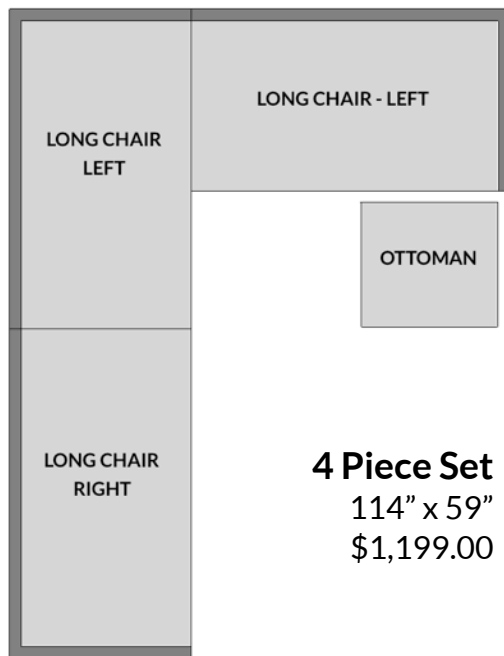 LONG CHAIR
LEFT
LONG CHAIR - LEFT
OTTOMAN
LONG CHAIR
RIGHT
4 Piece Set
114” x 59”
$1,199.00